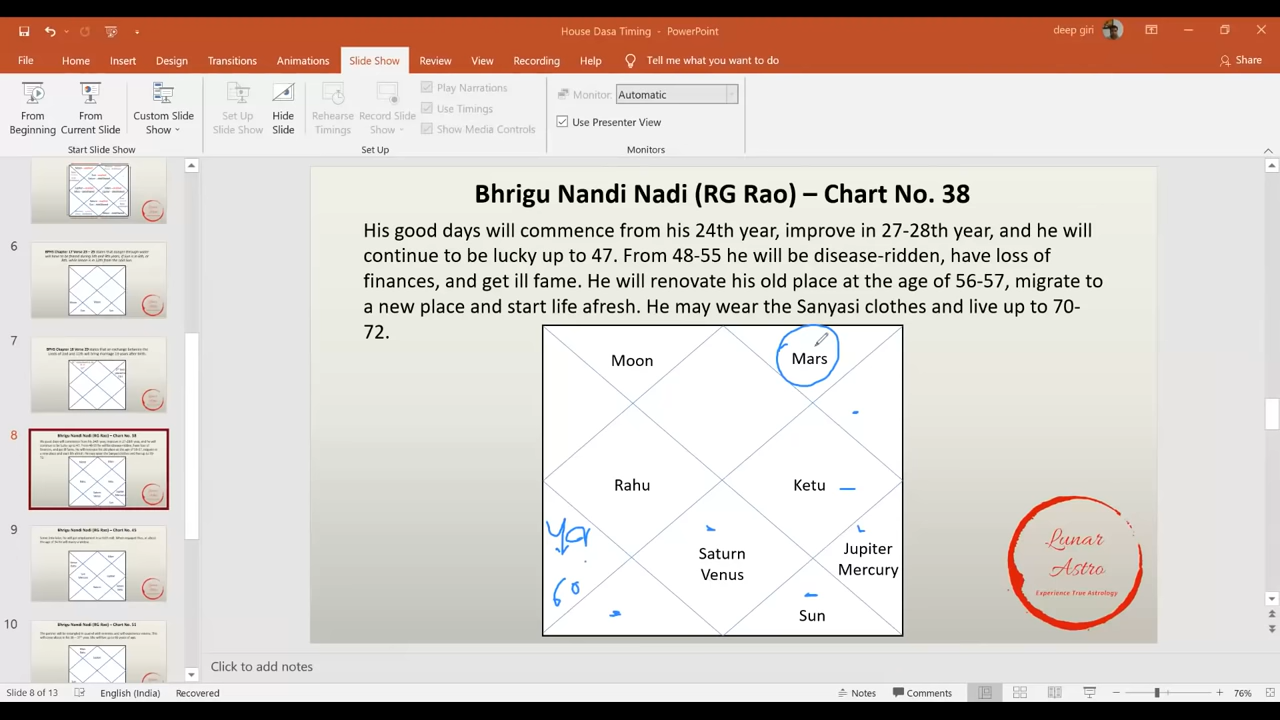 House Dasa Timing - PowerPoint
deep giri
File Home Insert Design Transitions Animations Slide Show Review View Recording Help Tell me what you want to do Share
From Beginning
From Current Slide
Custom Slide Show
Set Up Slide Show
Hide Slide
Rehearse Timings
Record Slide Show
Play Narrations
Use Timings
Show Media Controls
Monitor: Automatic
Use Presenter View
Start Slide Show
Set Up
Monitors
6
7
8
9
10
Bhrigu Nandi Nadi (RG Rao) – Chart No. 38
His good days will commence from his 24th year, improve in 27-28th year, and he will
continue to be lucky up to 47. From 48-55 he will be disease-ridden, have loss of
finances, and get ill fame. He will renovate his old place at the age of 56-57, migrate to
a new place and start life afresh. He may wear the Sanyasi clothes and live up to 70-
72.
Moon
Mars
Rahu
Ketu
Saturn
Venus
Jupiter
Mercury
Sun
60
Lunar
Astro
Experience True Astrology
Click to add notes
Slide 8 of 13 English (India) Recovered Notes Comments 76%